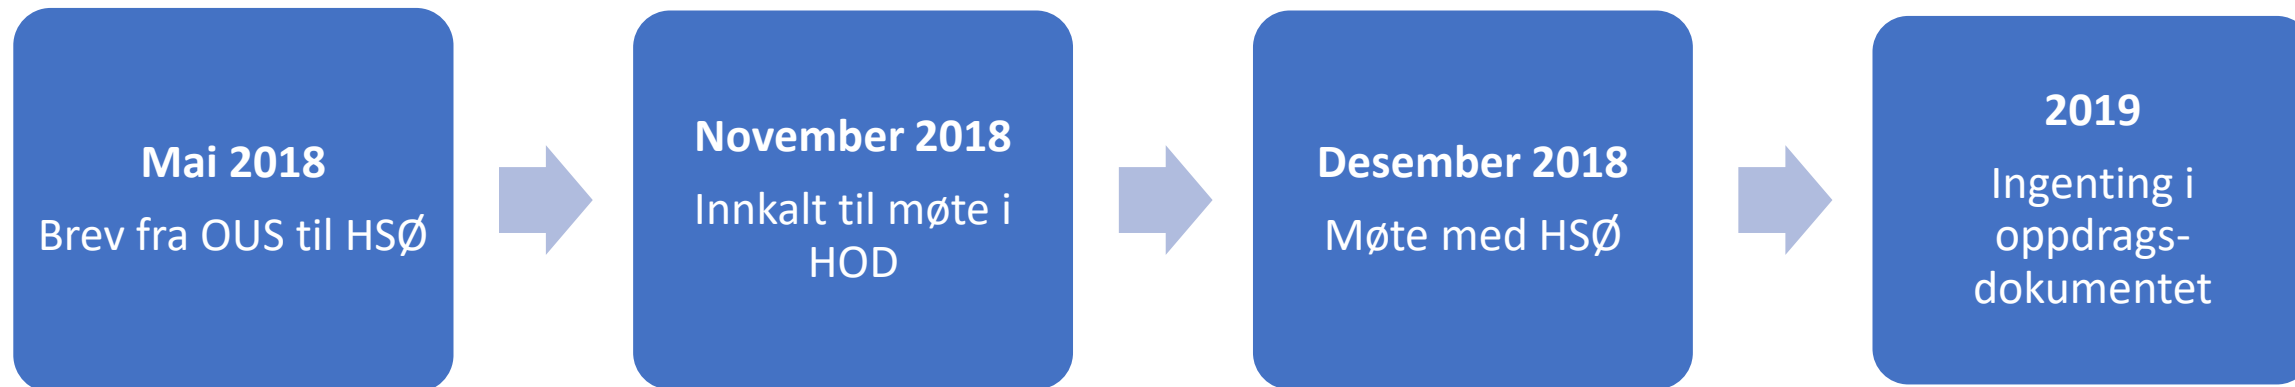 Mai 2018
Brev fra OUS til HSØ
November 2018
Innkalt til møte i
HOD
Desember 2018
Møte med HSØ
2019
Ingenting i
oppdrags-
dokumentet